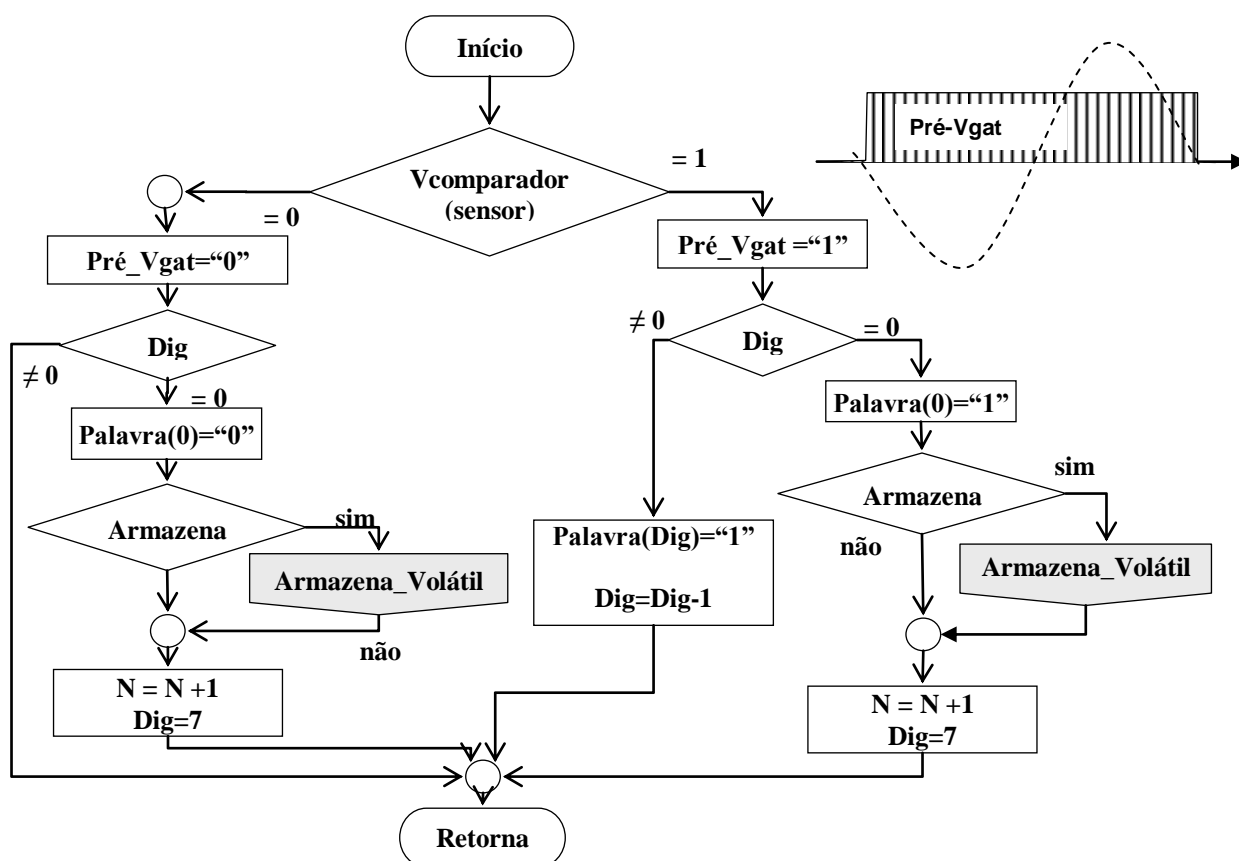 Início
Pré-Vgat
= 1
Vcomparador
(sensor)
= 0
Pré_Vgat=“0”
Pré_Vgat =“1”
Dig
≠ 0
= 0
≠ 0
Dig
= 0
Palavra(0)=“0”
Palavra(0)=“1”
Armazena
sim
Armazena_Volátil
não
Palavra(Dig)=“1”
Dig=Dig-1
Armazena
sim
não
Armazena_Volátil
N = N +1
Dig=7
N = N +1
Dig=7
Retorna